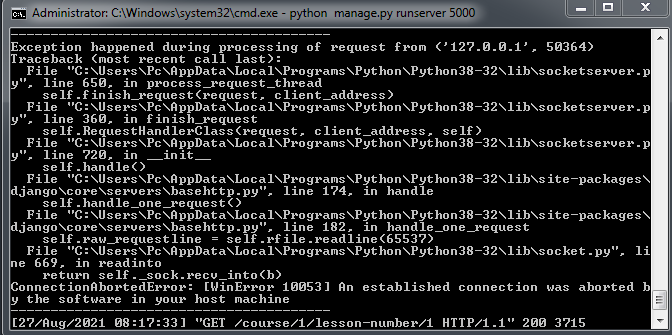 Administrator: C:\Windows\system32\cmd.exe - python manage.py runserver 5000
----------------------------------------
Exception happened during processing of request from ('127.0.0.1', 50364)
Traceback (most recent call last):
  File "C:\Users\Pc\AppData\Local\Programs\Python\Python38-32\lib\socketserver.p
y", line 650, in process_request_thread
    self.finish_request(request, client_address)
  File "C:\Users\Pc\AppData\Local\Programs\Python\Python38-32\lib\socketserver.p
y", line 360, in finish_request
    self.RequestHandlerClass(request, client_address, self)
  File "C:\Users\Pc\AppData\Local\Programs\Python\Python38-32\lib\socketserver.p
y", line 720, in __init__
    self.handle()
  File "C:\Users\Pc\AppData\Local\Programs\Python\Python38-32\lib\site-packages\
django\core\servers\basehttp.py", line 174, in handle
    self.handle_one_request()
  File "C:\Users\Pc\AppData\Local\Programs\Python\Python38-32\lib\site-packages\
django\core\servers\basehttp.py", line 182, in handle_one_request
    self.raw_requestline = self.rfile.readline(65537)
  File "C:\Users\Pc\AppData\Local\Programs\Python\Python38-32\lib\socket.py", li
ne 669, in readinto
    return self._sock.recv_into(b)
ConnectionAbortedError: [WinError 10053] An established connection was aborted b
y the software in your host machine
----------------------------------------
[27/Aug/2021 08:17:33] "GET /course/1/lesson-number/1 HTTP/1.1" 200 3715